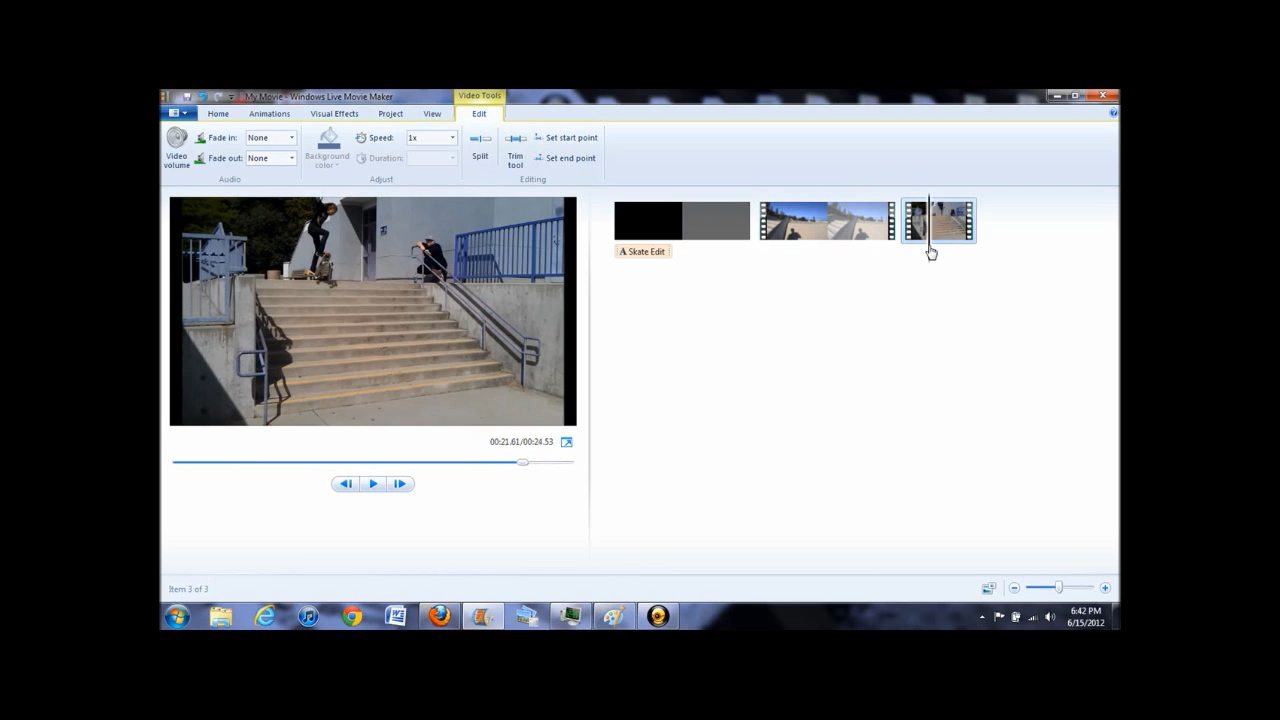 My Movie - Windows Live Movie Maker
Video Tools
Home Animations Visual Effects Project View Edit
Video volume
Fade in: None
Fade out: None
Audio
Background color
Speed: 1x
Duration:
Adjust
Split
Trim tool
Set start point
Set end point
Editing
A Skate Edit
00:21.61/00:24.53
Item 3 of 3
6:42 PM
6/15/2012